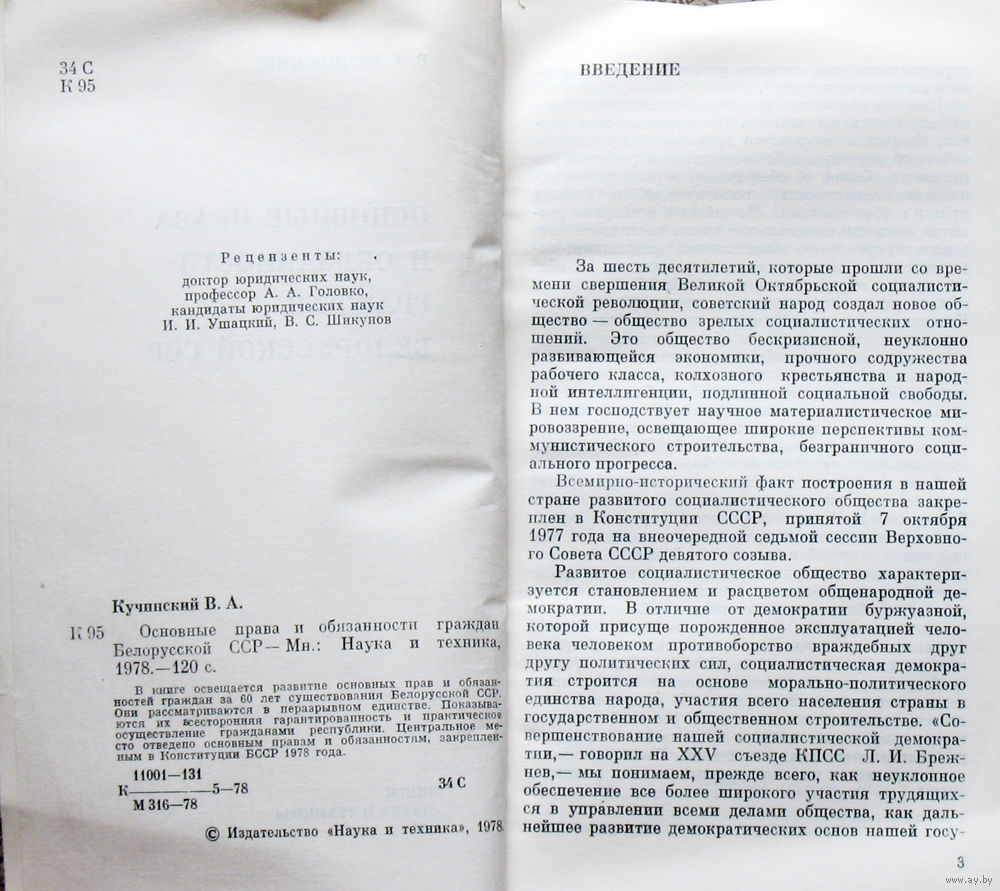 34 С
К 95
Рецензенты:
доктор юридических наук,
профессор А. А. Головко,
кандидаты юридических наук
И. И. Ушацкий, В. С. Шикунов
Кучинский В. А.
К 95 Основные права и обязанности граждан
Белорусской ССР — Мн.: Наука и техника,
1978.—120 с.
В книге освещается развитие основных прав и обязан-
ностей граждан за 60 лет существования Белорусской ССР.
Они рассматриваются в неразрывном единстве. Показыва-
ются их всесторонняя гарантированность и практическое
осуществление гражданами республики. Центральное ме-
сто отведено основным правам и обязанностям, закреплен-
ным в Конституции БССР 1978 года.
11001—131
К————5—78 34 С
М 316—78
© Издательство «Наука и техника», 1978
ВВЕДЕНИЕ
За шесть десятилетий, которые прошли со вре-
мени свершения Великой Октябрьской социалисти-
ческой революции, советский народ создал новое об-
щество — общество зрелых социалистических отно-
шений. Это общество бескризисной, неуклонно
развивающейся экономики, прочного содружества
рабочего класса, колхозного крестьянства и народ-
ной интеллигенции, подлинной социальной свободы.
В нем господствует научное материалистическое ми-
ровоззрение, освещающее широкие перспективы ком-
мунистического строительства, безграничного соци-
ального прогресса.
Всемирно-исторический факт построения в нашей
стране развитого социалистического общества закре-
плен в Конституции СССР, принятой 7 октября
1977 года на внеочередной седьмой сессии Верховно-
го Совета СССР девятого созыва.
Развитое социалистическое общество характери-
зуется становлением и расцветом общенародной де-
мократии. В отличие от демократии буржуазной,
которой присуще порожденное эксплуатацией чело-
века человеком противоборство враждебных друг
другу политических сил, социалистическая демокра-
тия строится на основе морально-политического
единства народа, участия всего населения страны в
государственном и общественном строительстве. «Со-
вершенствование нашей социалистической демокра-
тии,— говорил на XXV съезде КПСС Л. И. Бреж-
нев,— мы понимаем, прежде всего, как неуклонное
обеспечение все более широкого участия трудящих-
ся в управлении всеми делами общества, как даль-
нейшее развитие демократических основ нашей госу-
3
www.ay.by